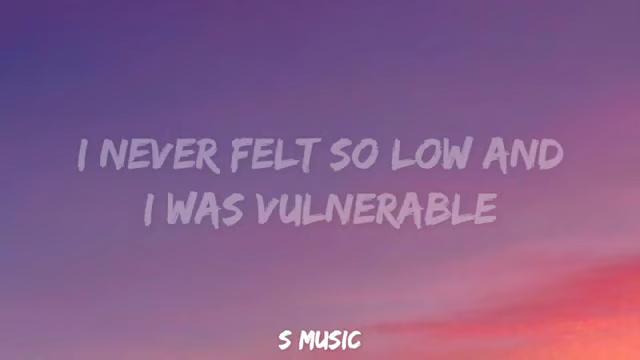 I NEVER FELT SO LOW AND
I WAS VULNERABLE
S MUSIC